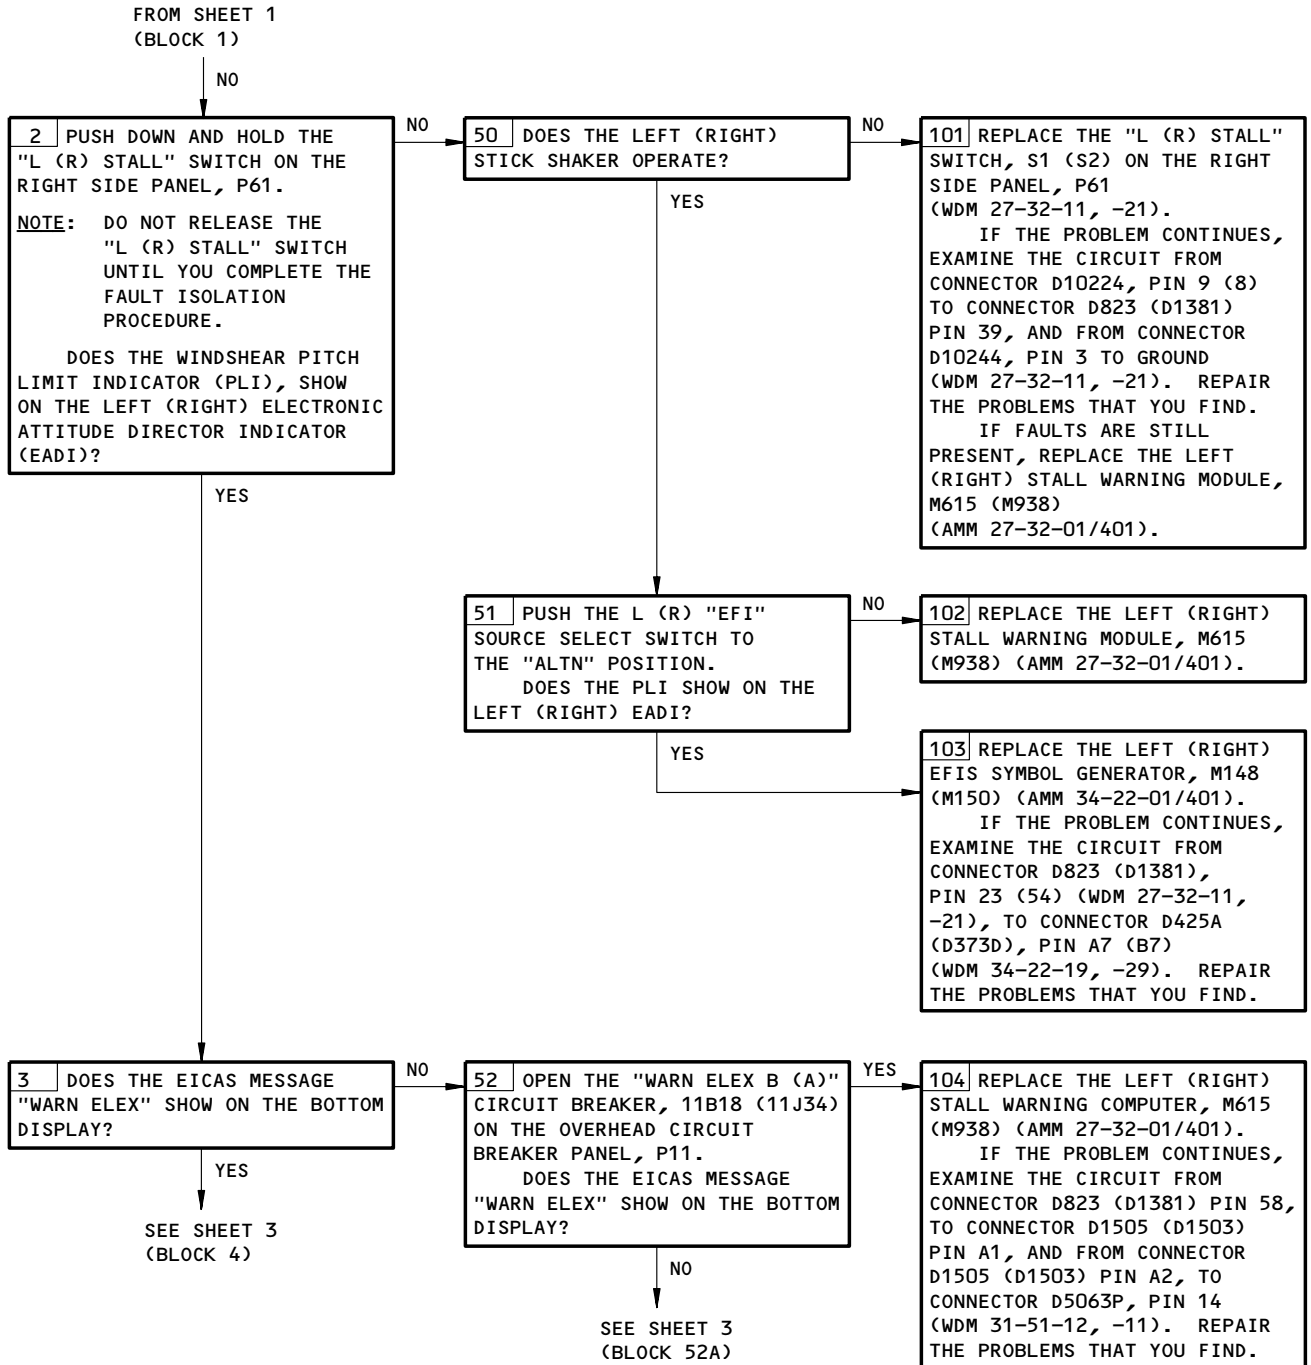 FROM SHEET 1
(BLOCK 1)
NO
2 PUSH DOWN AND HOLD THE
"L (R) STALL" SWITCH ON THE
RIGHT SIDE PANEL, P61.
NOTE: DO NOT RELEASE THE
"L (R) STALL" SWITCH
UNTIL YOU COMPLETE THE
FAULT ISOLATION
PROCEDURE.
DOES THE WINDSHEAR PITCH
LIMIT INDICATOR (PLI), SHOW
ON THE LEFT (RIGHT) ELECTRONIC
ATTITUDE DIRECTOR INDICATOR
(EADI)?
NO
YES
50 DOES THE LEFT (RIGHT)
STICK SHAKER OPERATE?
NO
YES
101 REPLACE THE "L (R) STALL"
SWITCH, S1 (S2) ON THE RIGHT
SIDE PANEL, P61
(WDM 27-32-11, -21).
IF THE PROBLEM CONTINUES,
EXAMINE THE CIRCUIT FROM
CONNECTOR D10224, PIN 9 (8)
TO CONNECTOR D823 (D1381)
PIN 39, AND FROM CONNECTOR
D10244, PIN 3 TO GROUND
(WDM 27-32-11, -21). REPAIR
THE PROBLEMS THAT YOU FIND.
IF FAULTS ARE STILL
PRESENT, REPLACE THE LEFT
(RIGHT) STALL WARNING MODULE,
M615 (M938)
(AMM 27-32-01/401).
51 PUSH THE L (R) "EFI"
SOURCE SELECT SWITCH TO
THE "ALTN" POSITION.
DOES THE PLI SHOW ON THE
LEFT (RIGHT) EADI?
NO
YES
102 REPLACE THE LEFT (RIGHT)
STALL WARNING MODULE, M615
(M938) (AMM 27-32-01/401).
103 REPLACE THE LEFT (RIGHT)
EFIS SYMBOL GENERATOR, M148
(M150) (AMM 34-22-01/401).
IF THE PROBLEM CONTINUES,
EXAMINE THE CIRCUIT FROM
CONNECTOR D823 (D1381),
PIN 23 (54) (WDM 27-32-11,
-21), TO CONNECTOR D425A
(D373D), PIN A7 (B7)
(WDM 34-22-19, -29). REPAIR
THE PROBLEMS THAT YOU FIND.
3 DOES THE EICAS MESSAGE
"WARN ELEX" SHOW ON THE BOTTOM
DISPLAY?
NO
YES
SEE SHEET 3
(BLOCK 4)
52 OPEN THE "WARN ELEX B (A)"
CIRCUIT BREAKER, 11B18 (11J34)
ON THE OVERHEAD CIRCUIT
BREAKER PANEL, P11.
DOES THE EICAS MESSAGE
"WARN ELEX" SHOW ON THE BOTTOM
DISPLAY?
YES
NO
SEE SHEET 3
(BLOCK 52A)
104 REPLACE THE LEFT (RIGHT)
STALL WARNING COMPUTER, M615
(M938) (AMM 27-32-01/401).
IF THE PROBLEM CONTINUES,
EXAMINE THE CIRCUIT FROM
CONNECTOR D823 (D1381) PIN 58,
TO CONNECTOR D1505 (D1503)
PIN A1, AND FROM CONNECTOR
D1505 (D1503) PIN A2, TO
CONNECTOR D5063P, PIN 14
(WDM 31-51-12, -11). REPAIR
THE PROBLEMS THAT YOU FIND.